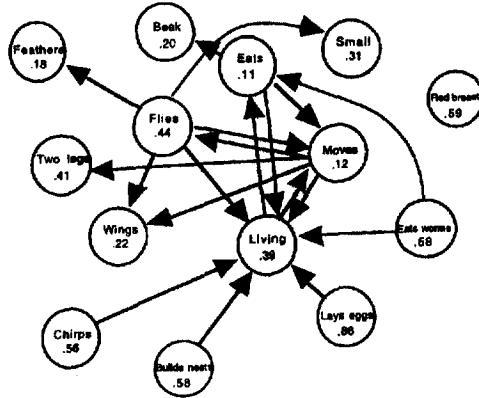 Beak
.20
Small
.31
Feathers
.18
Eats
.11
Red breast
.59
Flies
.44
Moves
.12
Two legs
.41
Wings
.22
Living
.39
Eats worms
.68
Lays eggs
.86
Chirps
.56
Builds nests
.58